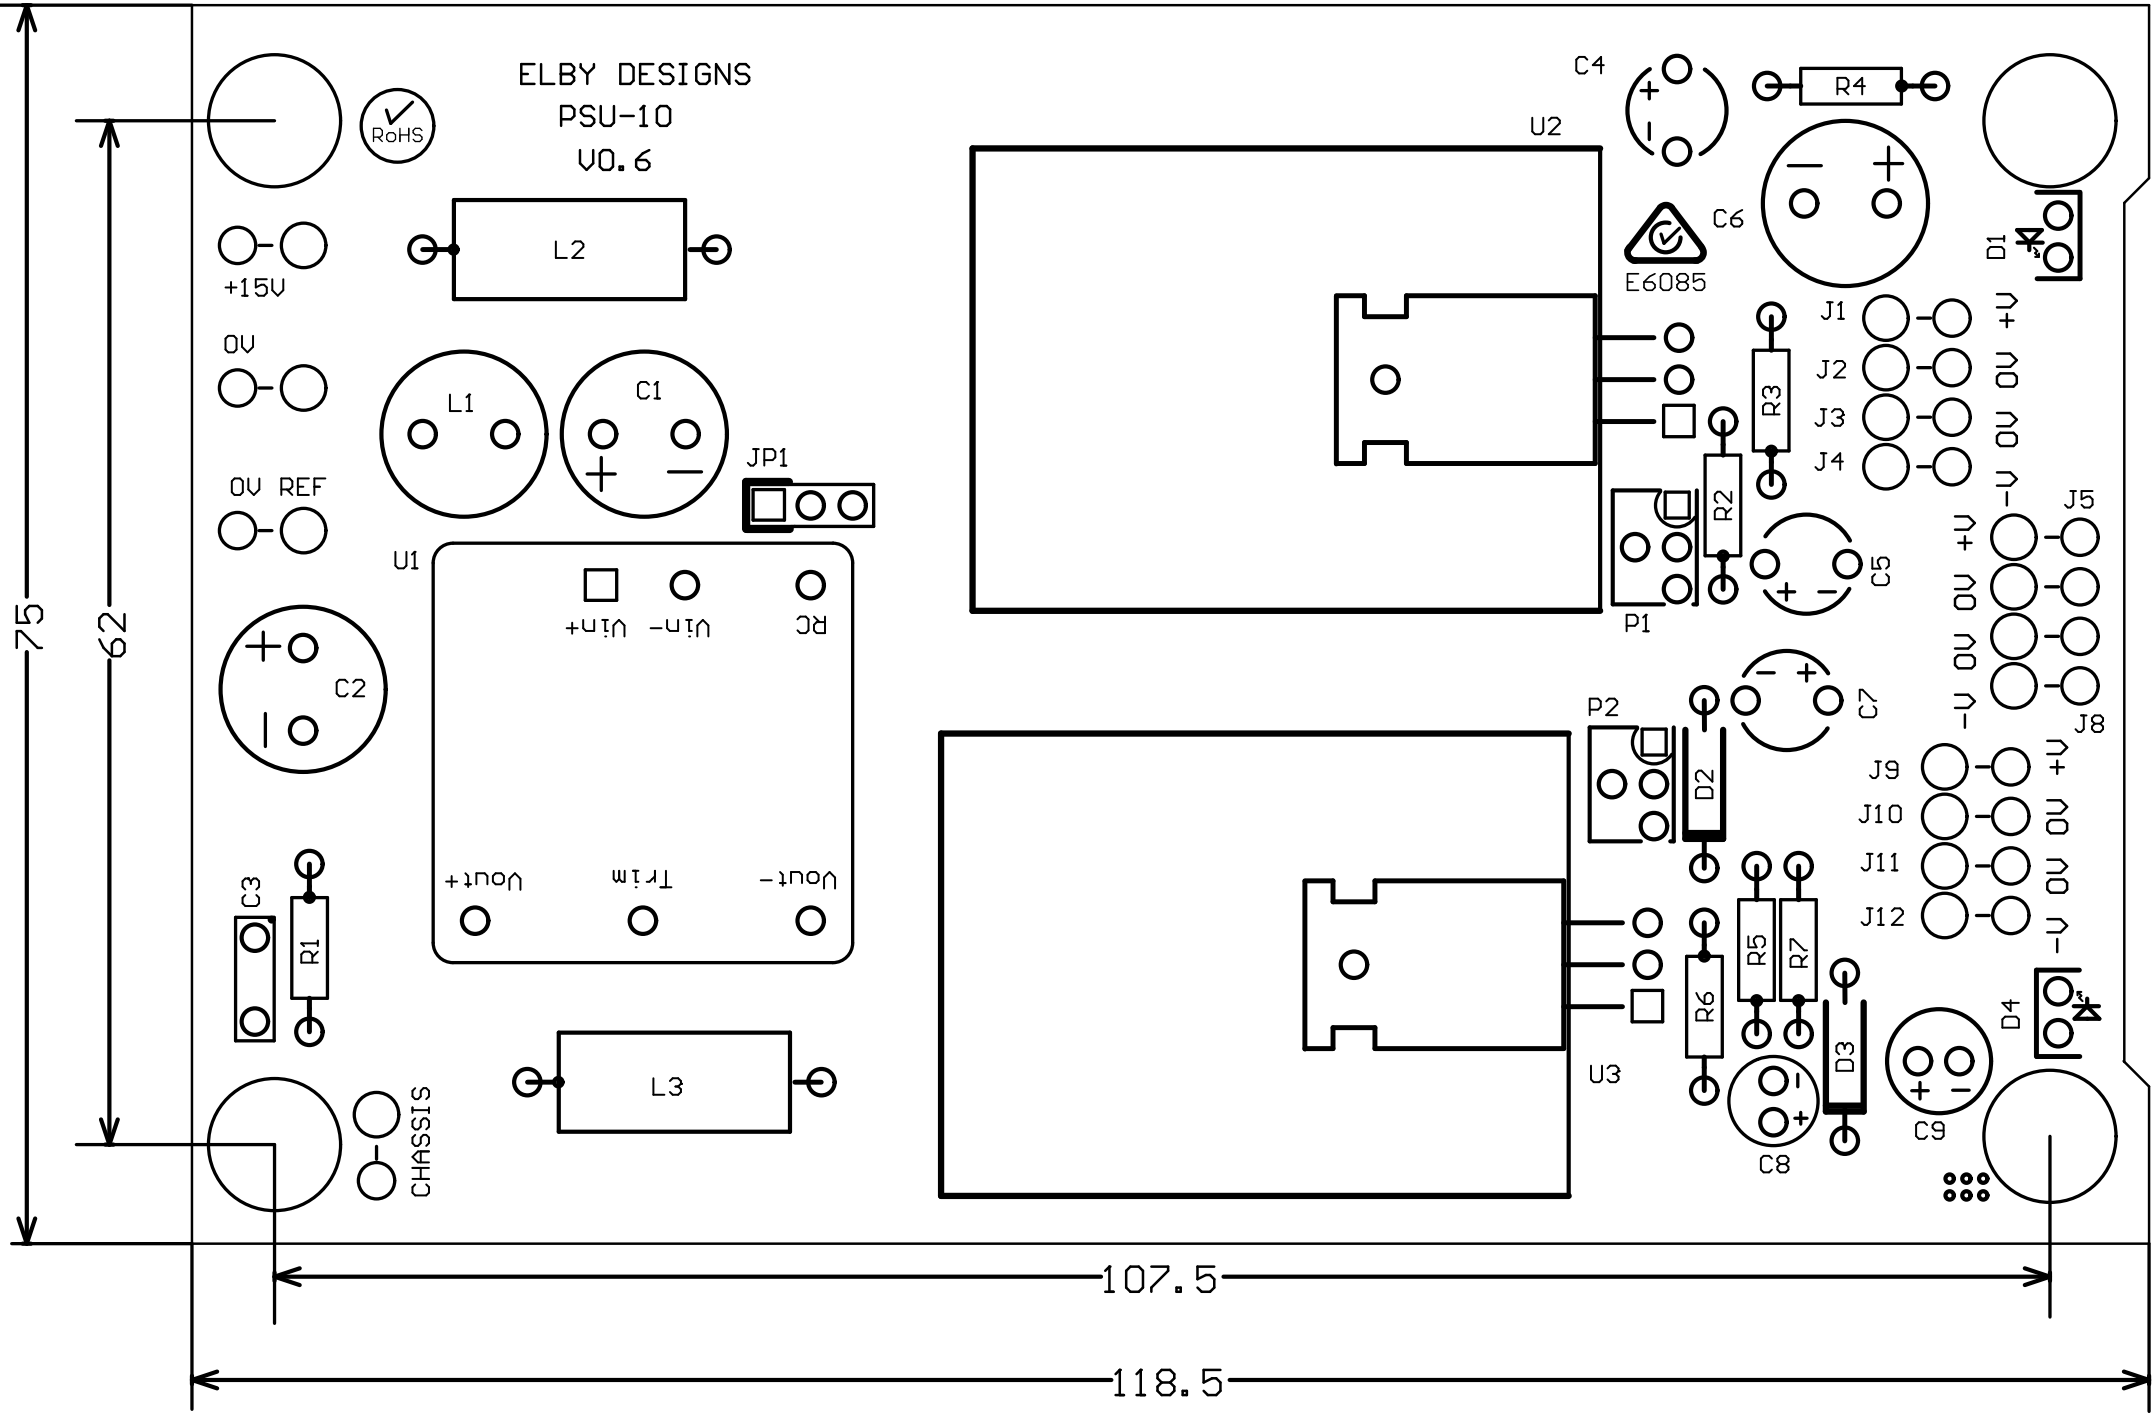 ELBY DESIGNS
PSU-10
V0.6
RoHS
C4
R4
U2
C6
E6085
D1
L2
+15V
0V
0V REF
L1
C1
JP1
J1
J2
J3
J4
+V
0V
0V
-V
R3
R2
C5
P1
J5
+V
0V
0V
-V
J8
U1
Vin+
Vin-
RC
C2
Vout+
Trim
Vout-
C3
R1
L3
CHASSIS
C7
P2
D2
J9
J10
J11
J12
+V
0V
0V
-V
R5
R7
R6
D3
D4
U3
C8
C9
75
62
107.5
118.5